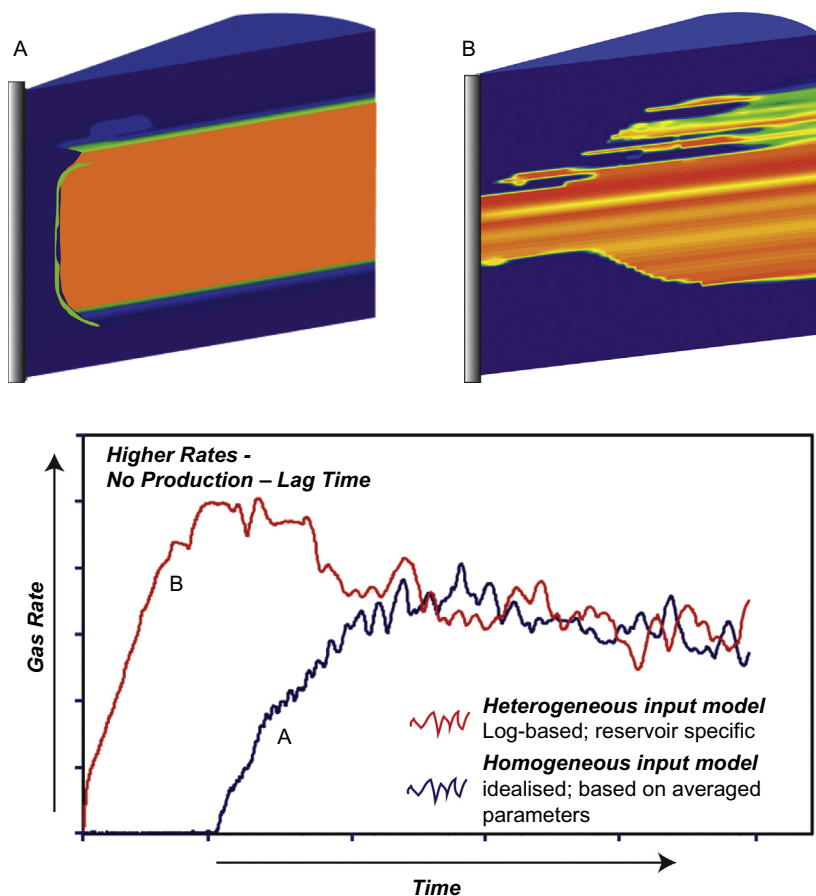 A
B
Higher Rates -
No Production – Lag Time
B
A
Gas Rate
Heterogeneous input model
Log-based; reservoir specific
Homogeneous input model
idealised; based on averaged
parameters
Time